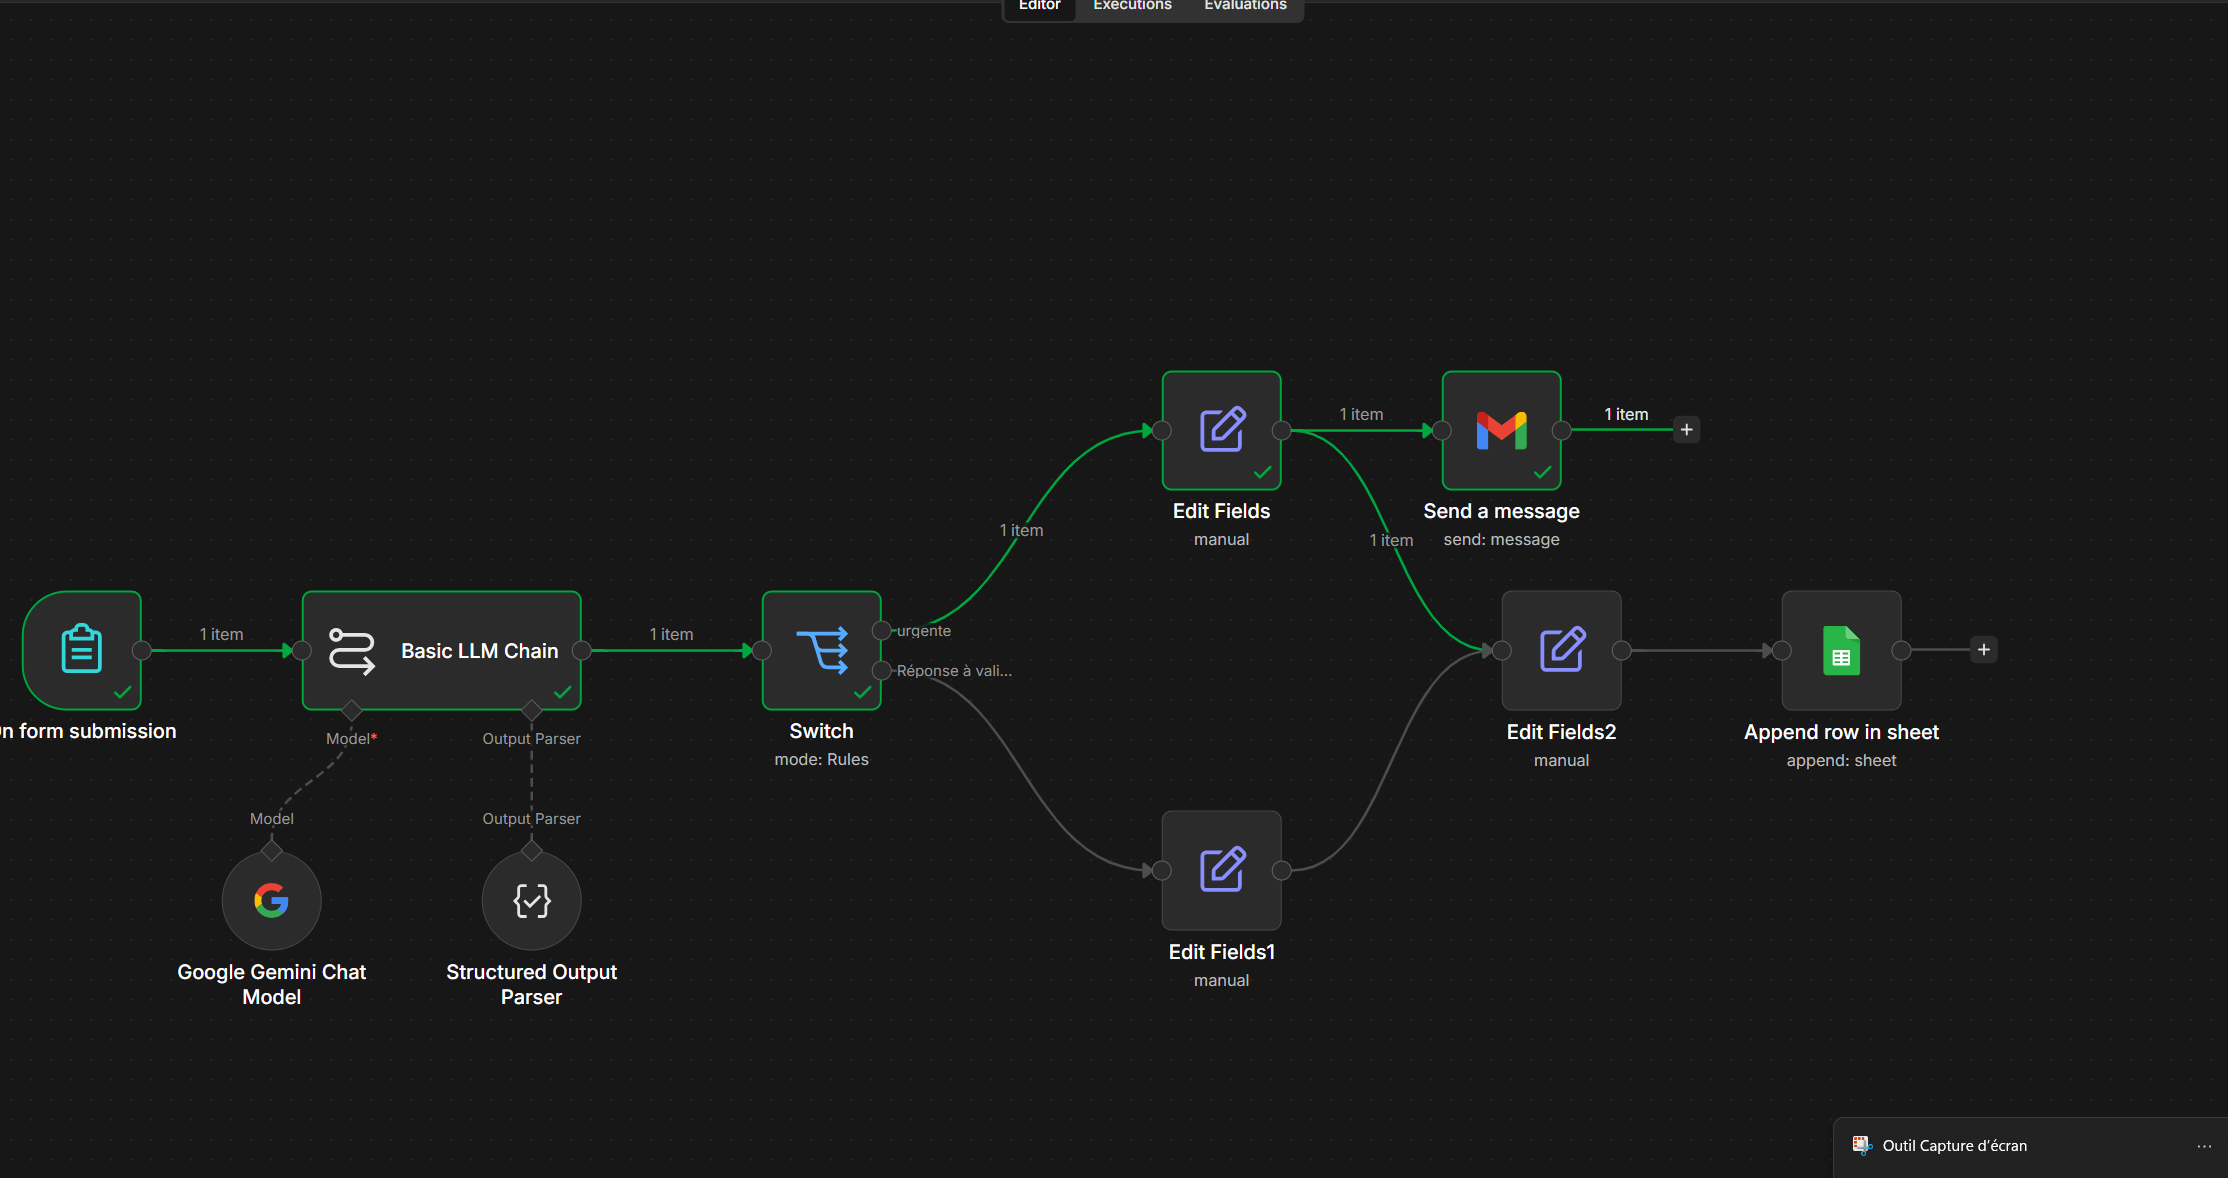 Editor
Executions
Evaluations
1 item
1 item
Edit Fields
manual
1 item
Send a message
send: message
1 item
1 item
1 item
Basic LLM Chain
1 item
urgente
Réponse à vali...
n form submission
Model*
Output Parser
Switch
mode: Rules
Edit Fields2
manual
Append row in sheet
append: sheet
Model
Output Parser
Google Gemini Chat
Model
Structured Output
Parser
Edit Fields1
manual
Outil Capture d’écran